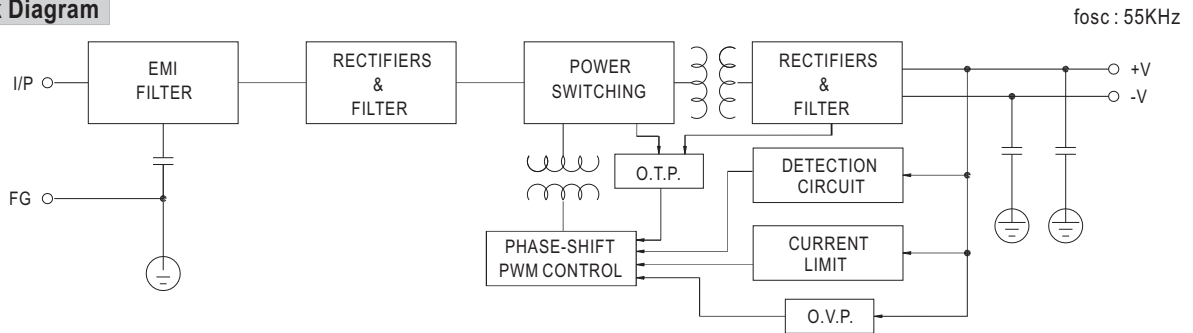 Diagram
fosc : 55KHz
I/P
EMI
FILTER
RECTIFIERS
&
FILTER
POWER
SWITCHING
RECTIFIERS
&
FILTER
+V
-V
O.T.P.
DETECTION
CIRCUIT
FG
PHASE-SHIFT
PWM CONTROL
CURRENT
LIMIT
O.V.P.